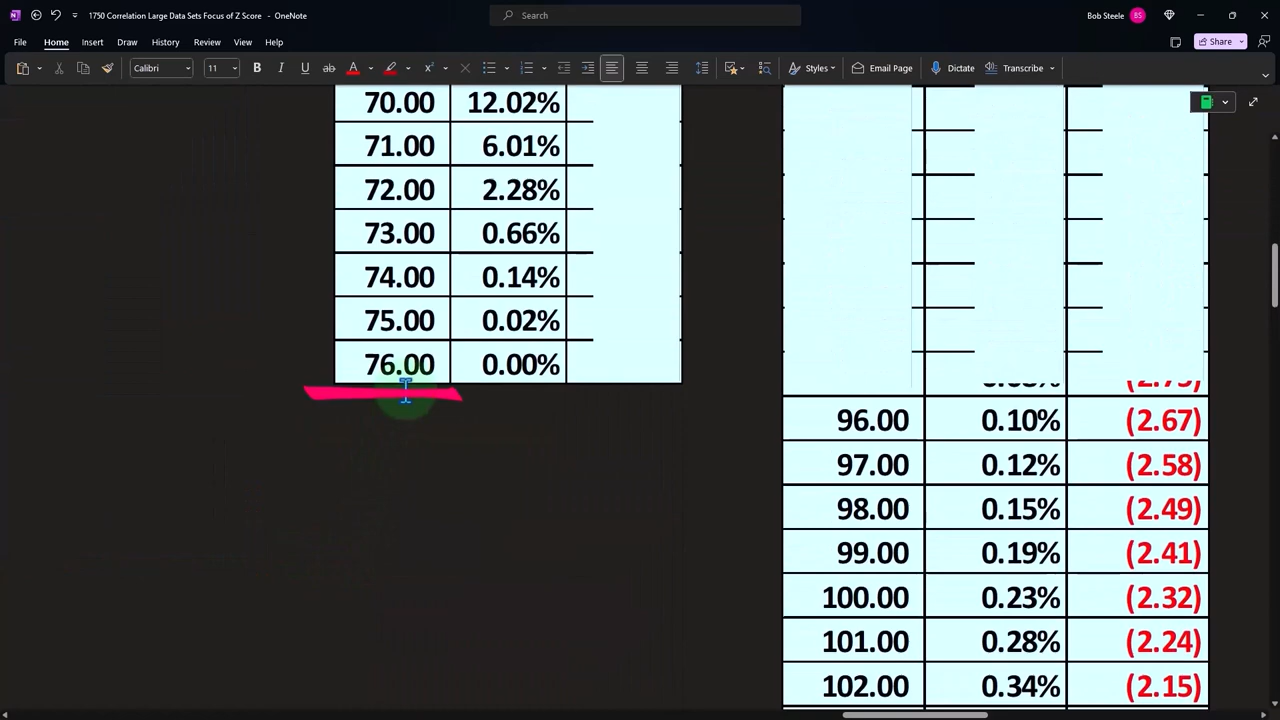 1750 Correlation Large Data Sets Focus of Z Score - OneNote
Search
Bob Steele
BS
File
Home
Insert
Draw
History
Review
View
Help
Share
Calibri
11
B
I
U
ab
A
Styles
Email Page
Dictate
Transcribe
70.00 12.02%
71.00 6.01%
72.00 2.28%
73.00 0.66%
74.00 0.14%
75.00 0.02%
76.00 0.00%
96.00 0.10% (2.67)
97.00 0.12% (2.58)
98.00 0.15% (2.49)
99.00 0.19% (2.41)
100.00 0.23% (2.32)
101.00 0.28% (2.24)
102.00 0.34% (2.15)